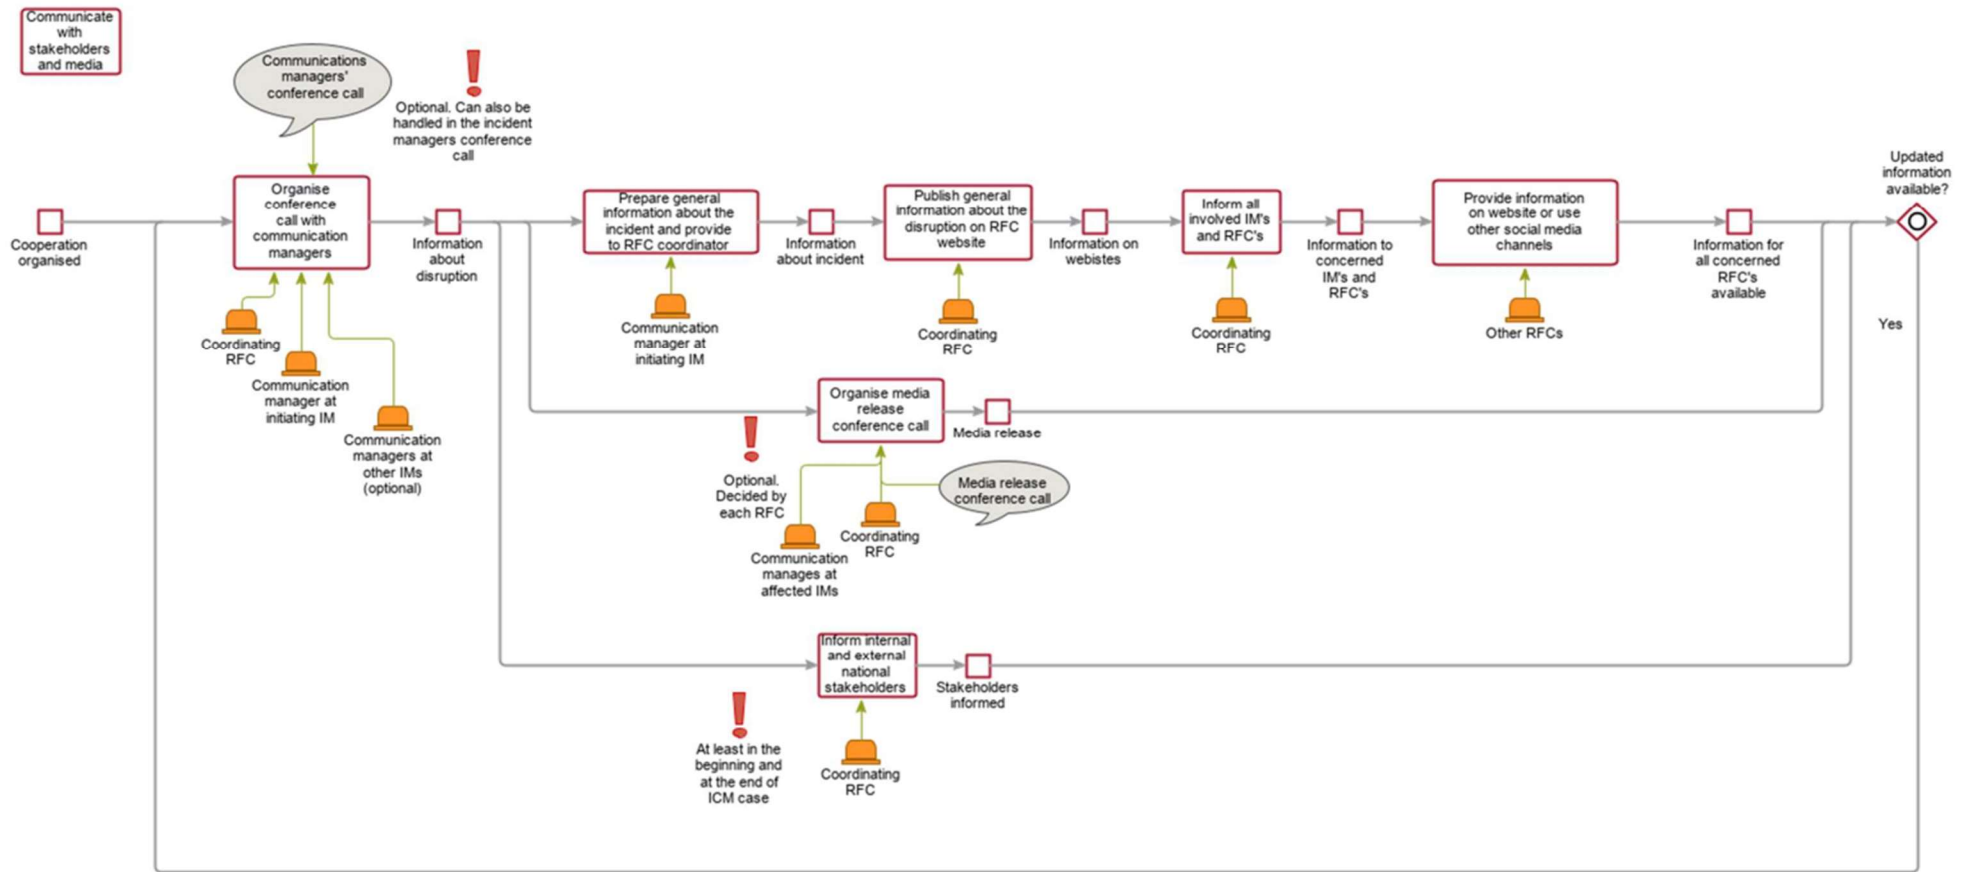 Communicate
with
stakeholders
and media
Communications
managers'
conference call
Optional. Can also be
handled in the incident
managers conference
call
Cooperation
organised
Organise
conference
call with
communication
managers
Information
about
disruption
Prepare general
information about the
incident and provide
to RFC coordinator
Information
about incident
Publish general
information about the
disruption on RFC
website
Information on
webistes
Inform all
involved IM's
and RFC's
Information to
concerned
IM's and
RFC's
Provide information
on website or use
other social media
channels
Information for
all concerned
RFC's
available
Updated
information
available?
Yes
Coordinating
RFC
Communication
manager at
initiating IM
Communication
managers at
other IMs
(optional)
Communication
manager at
initiating IM
Coordinating
RFC
Coordinating
RFC
Other RFCs
Organise media
release
conference call
Media release
Optional.
Decided by
each RFC
Media release
conference call
Coordinating
RFC
Communication
manages at
affected IMs
Inform internal
and external
national
stakeholders
Stakeholders
informed
At least in the
beginning and
at the end of
ICM case
Coordinating
RFC